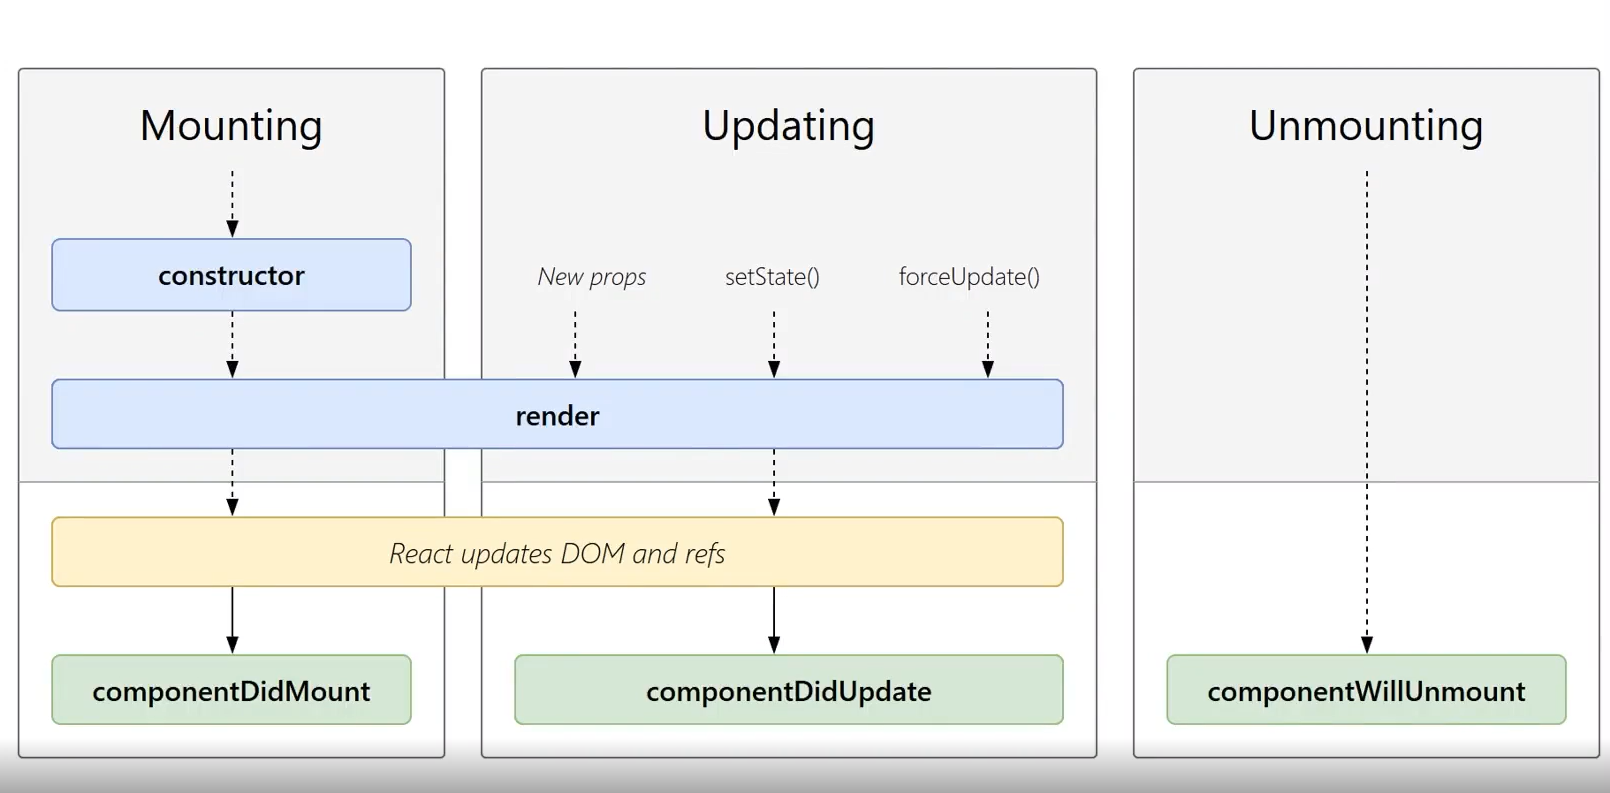 Mounting
Updating
Unmounting
constructor
New props
setState()
forceUpdate()
render
React updates DOM and refs
componentDidMount
componentDidUpdate
componentWillUnmount